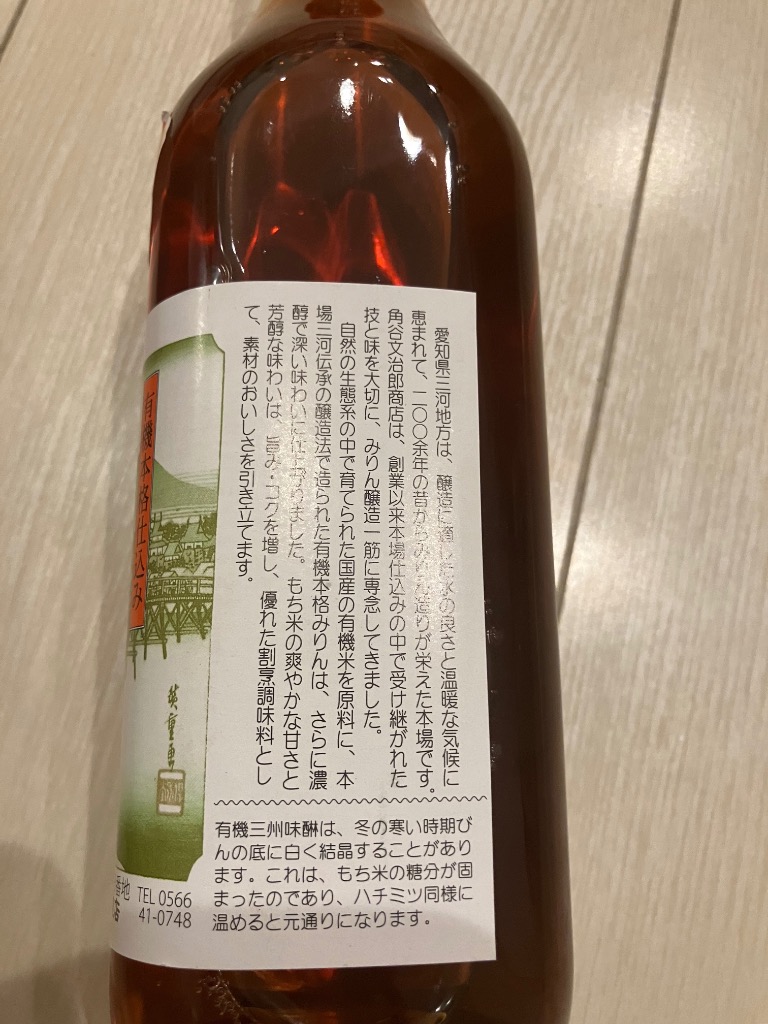 愛知県三河地方は、醸造に適した水の良さと温暖な気候に
恵まれて、二〇〇余年の昔からみりん造りが栄えた本場です。
角谷文治郎商店は、創業以来本場仕込みの中で受け継がれた
技と味を大切に、みりん醸造一筋に専念してきました。
自然の生態系の中で育てられた国産の有機米を原料に、本
場三河伝承の醸造法で造られた有機本格みりんは、さらに濃
醇で深い味わいに仕上がりました。もち米の爽やかな甘さと
芳醇な味わいは、旨み・コクを増し、優れた割烹調味料とし
て、素材のおいしさを引き立てます。
有機本格仕込み
有機三州味醂は、冬の寒い時期び
んの底に白く結晶することがあり
ます。これは、もち米の糖分が固
まったのであり、ハチミツ同様に
温めると元通りになります。
番地 TEL 0566
41-0748